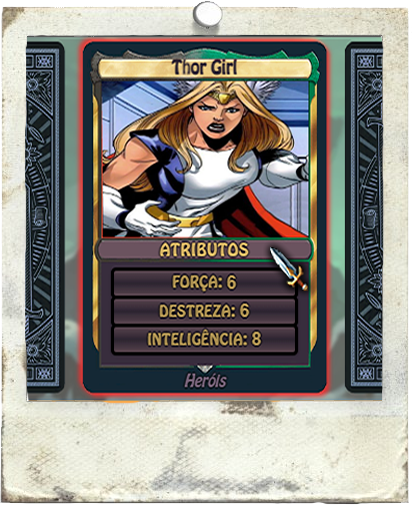 Thor Girl
ATRIBUTOS
FORÇA: 6
DESTREZA: 6
INTELIGÊNCIA: 8
Heróis